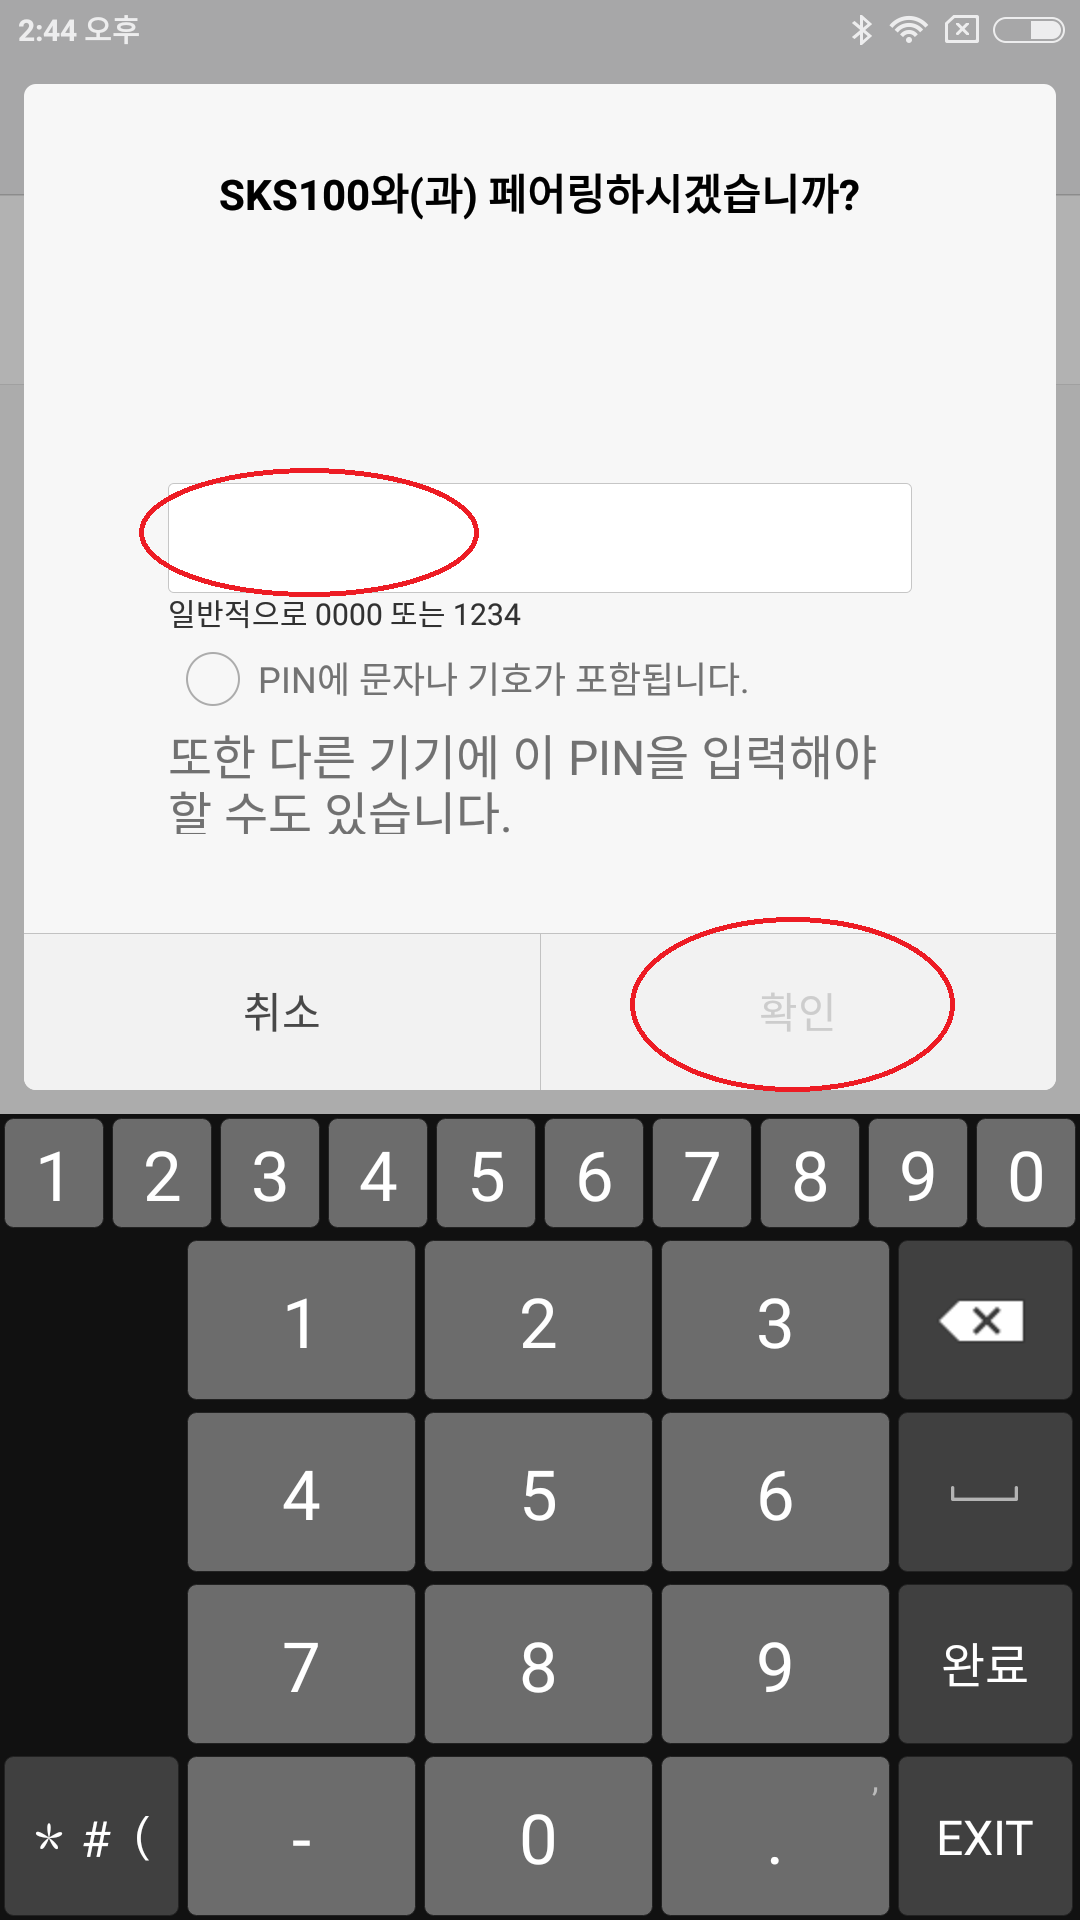 2:44 오후
SKS100와(과) 페어링하시겠습니까?
일반적으로 0000 또는 1234
PIN에 문자나 기호가 포함됩니다.
또한 다른 기기에 이 PIN을 입력해야
할 수도 있습니다.
취소 확인
1 2 3 4 5 6 7 8 9 0
1 2 3
4 5 6
7 8 9 완료
* # ( - 0 . , EXIT